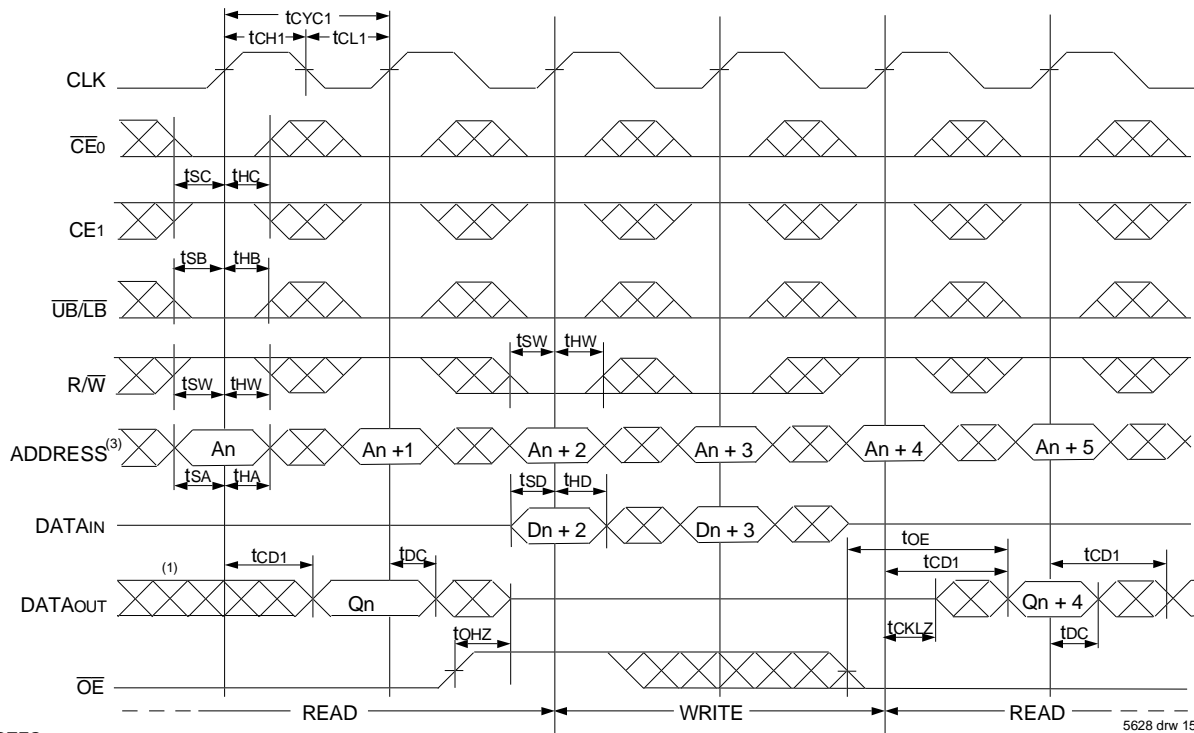 tCYC1
tCH1 tCL1
CLK
CE0
tSC tHC
CE1
tSB tHB
UB/LB
tSW tHW
R/W
tSW tHW
ADDRESS(3) An An +1 An + 2 An + 3 An + 4 An + 5
tSA tHA tSD tHD
DATAIN Dn + 2 Dn + 3
tOE
tCD1 tDC tCD1 tCD1
(1)
DATAOUT Qn Qn + 4
tOHZ tCKLZ tDC
OE
READ WRITE READ
5628 drw 15